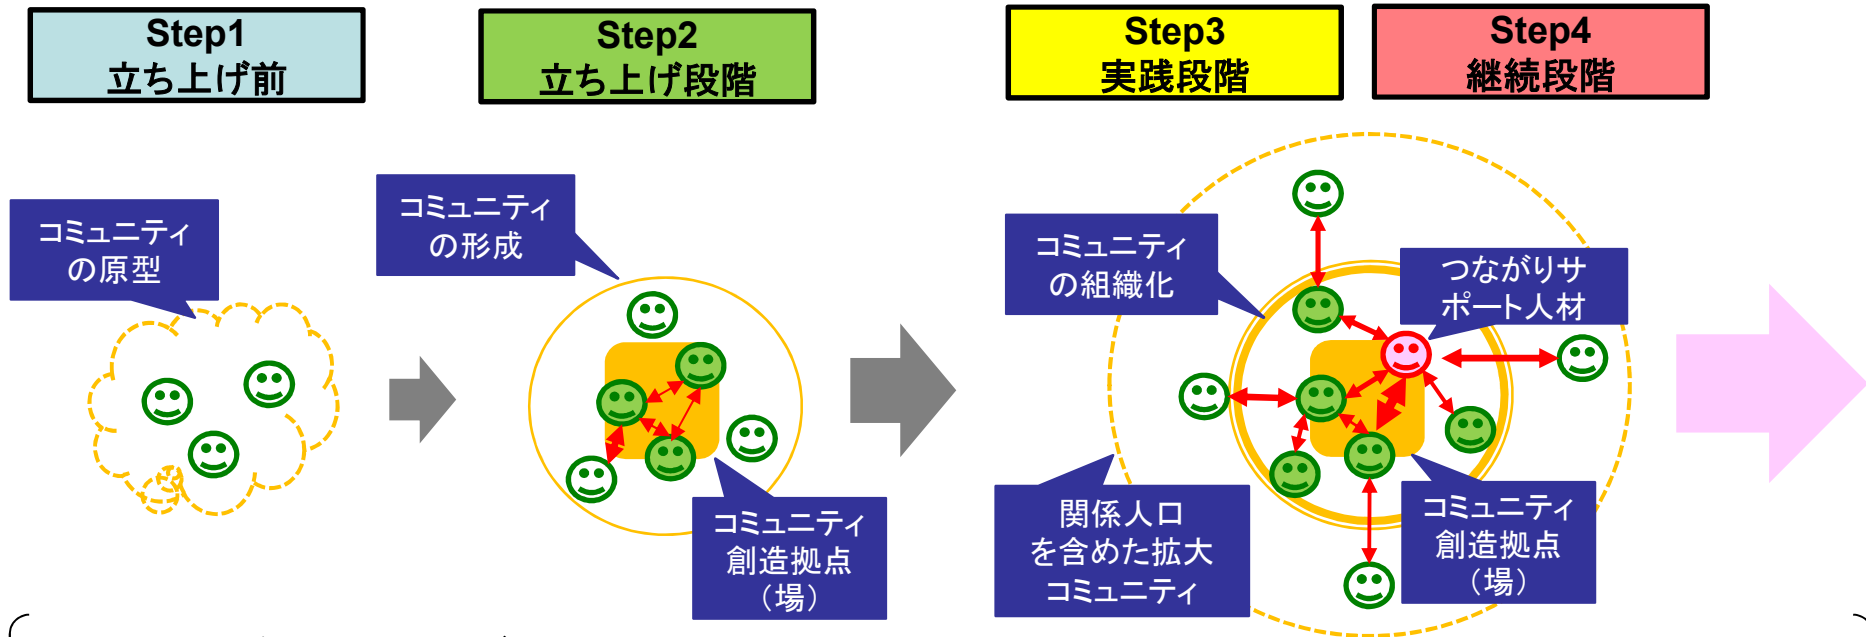 Step1
立ち上げ前
Step2
立ち上げ段階
Step3
実践段階
Step4
継続段階
コミュニティ
の原型
コミュニティ
の形成
コミュニティ
創造拠点
（場）
コミュニティ
の組織化
つながりサ
ポート人材
関係人口
を含めた拡大
コミュニティ
コミュニティ
創造拠点
（場）